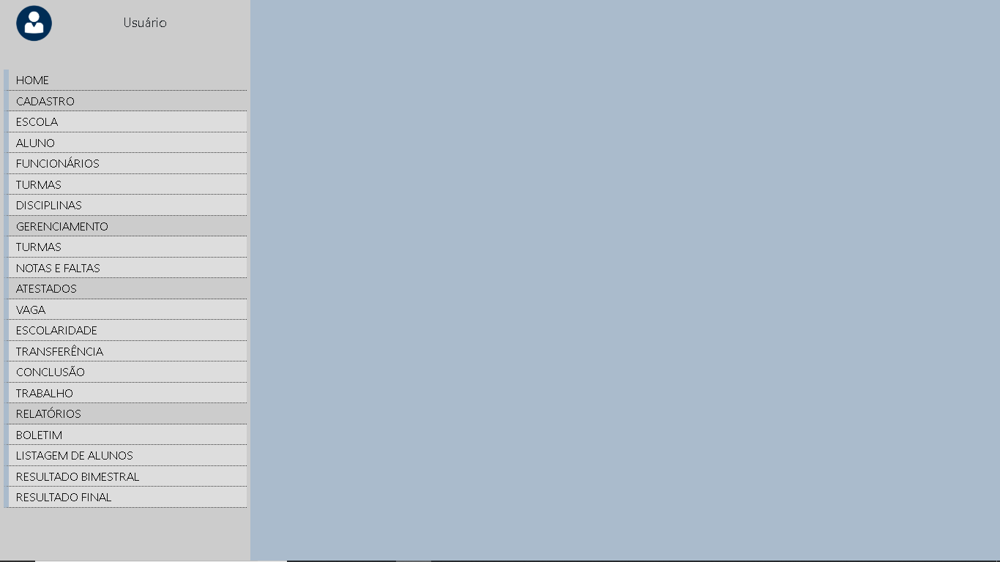 Usuário
HOME
CADASTRO
ESCOLA
ALUNO
FUNCIONÁRIOS
TURMAS
DISCIPLINAS
GERENCIAMENTO
TURMAS
NOTAS E FALTAS
ATESTADOS
VAGA
ESCOLARIDADE
TRANSFERÊNCIA
CONCLUSÃO
TRABALHO
RELATÓRIOS
BOLETIM
LISTAGEM DE ALUNOS
RESULTADO BIMESTRAL
RESULTADO FINAL